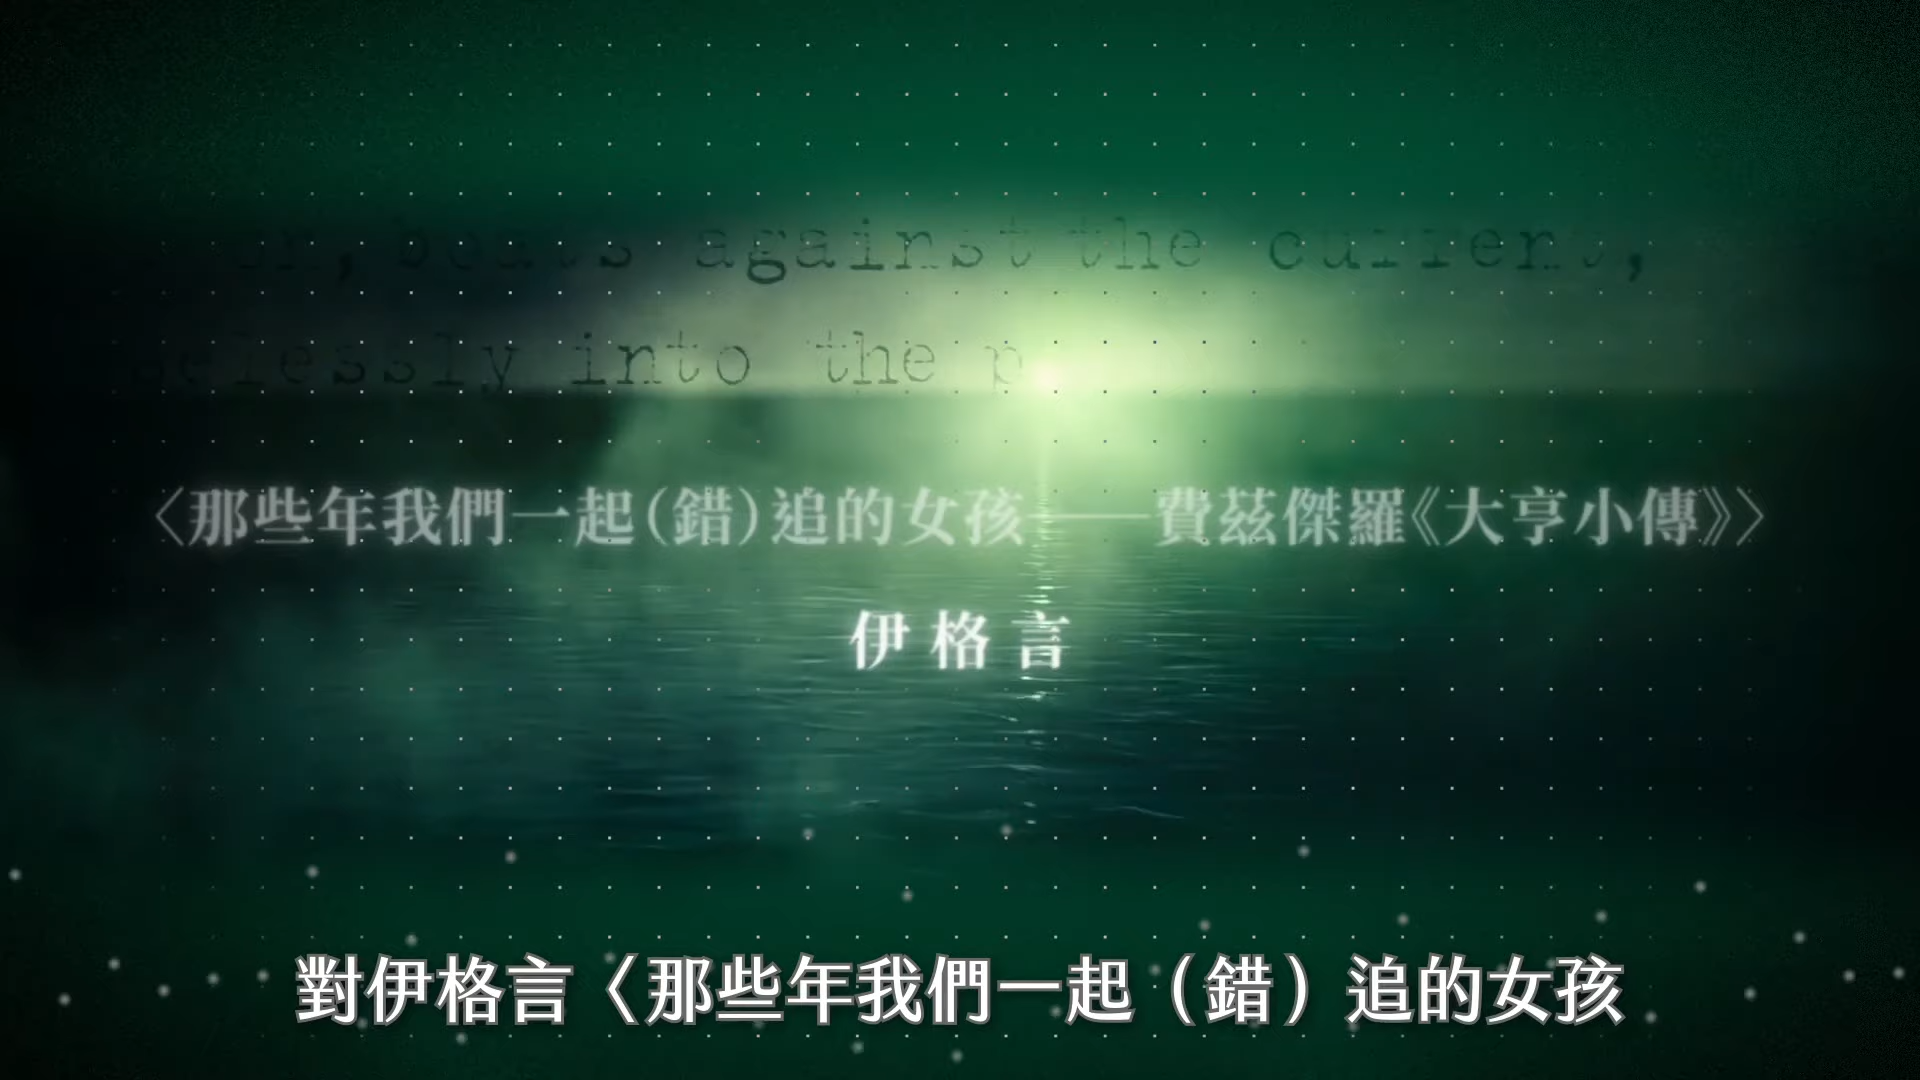 beats against the current,
into the p
〈那些年我們一起(錯)追的女孩——費茲傑羅《大亨小傳》〉
伊格言
對伊格言〈那些年我們一起（錯）追的女孩